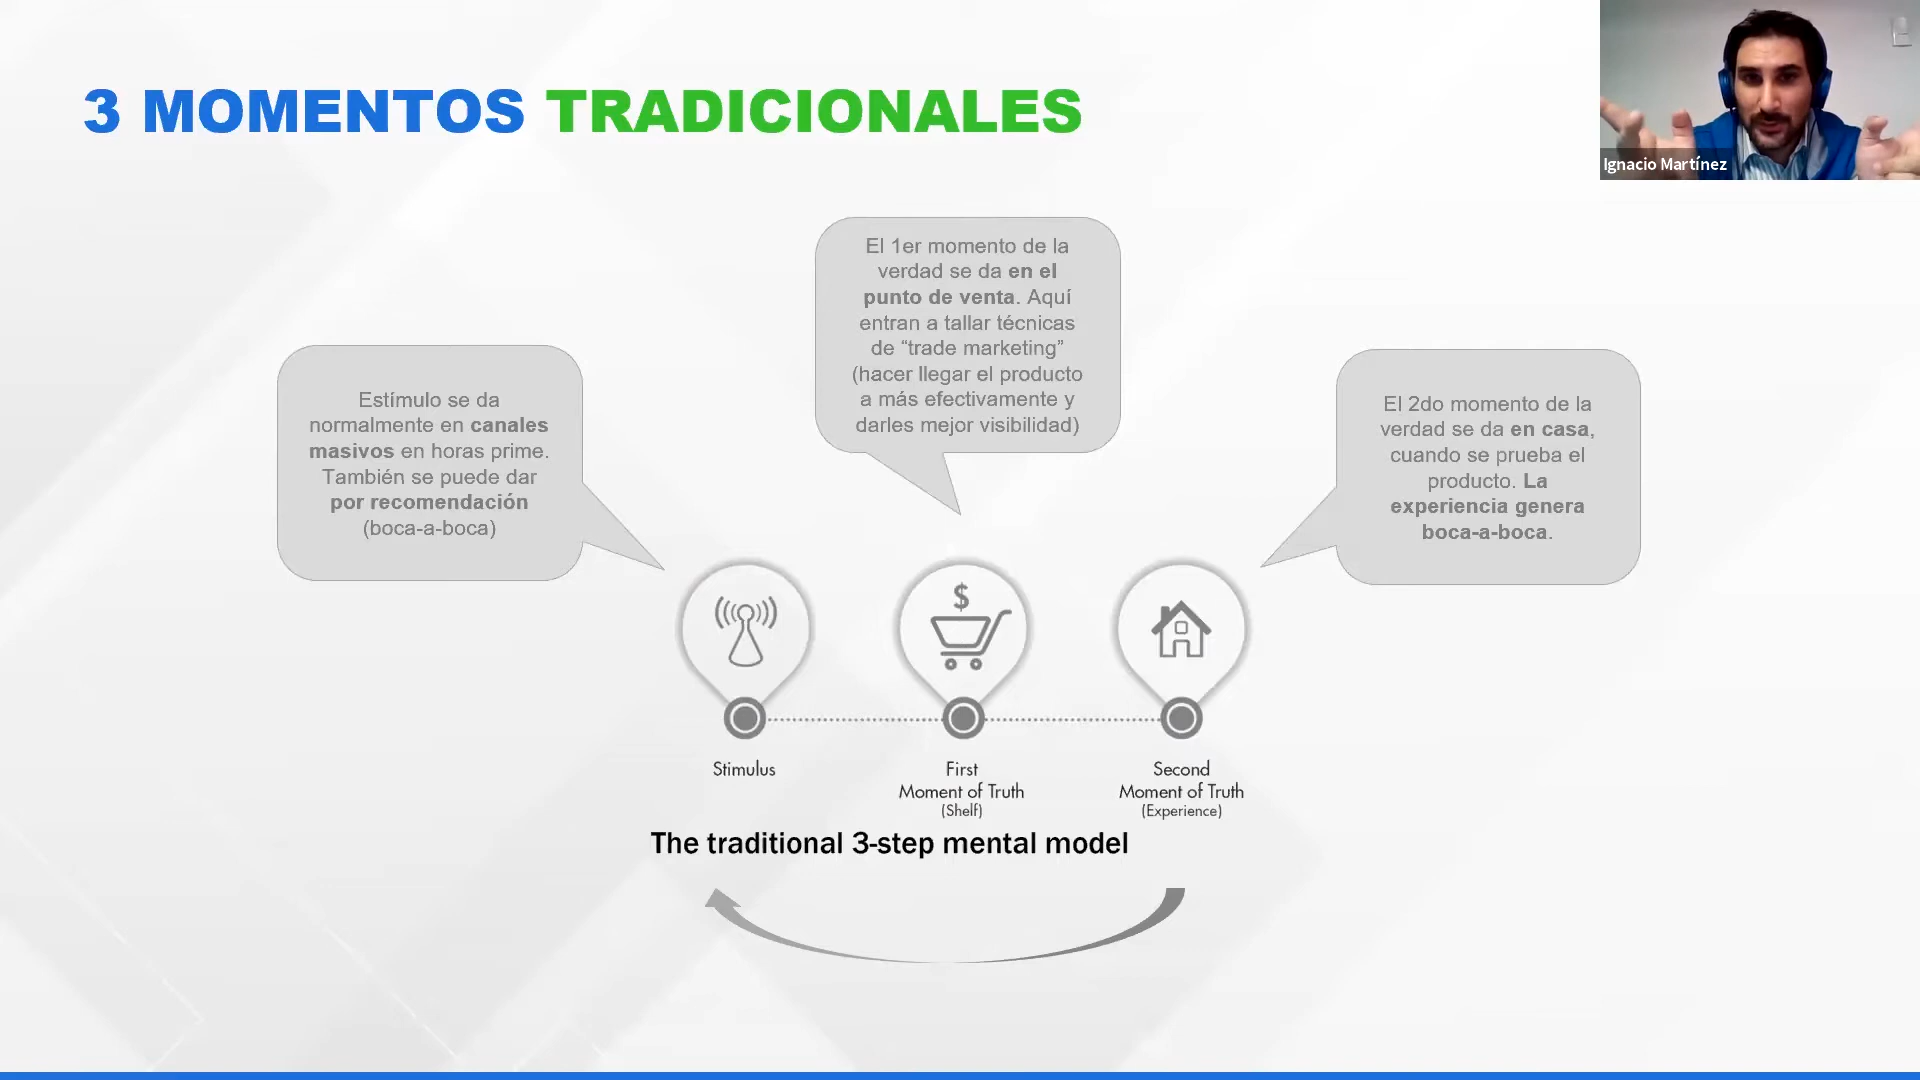 3 MOMENTOS TRADICIONALES
Ignacio Martínez
El 1er momento de la
verdad se da en el
punto de venta. Aquí
entran a tallar técnicas
de “trade marketing”
(hacer llegar el producto
a más efectivamente y
darles mejor visibilidad)
Estímulo se da
normalmente en canales
masivos en horas prime.
También se puede dar
por recomendación
(boca-a-boca)
El 2do momento de la
verdad se da en casa,
cuando se prueba el
producto. La
experiencia genera
boca-a-boca.
$
Stimulus
First
Moment of Truth
(Shelf)
Second
Moment of Truth
(Experience)
The traditional 3-step mental model